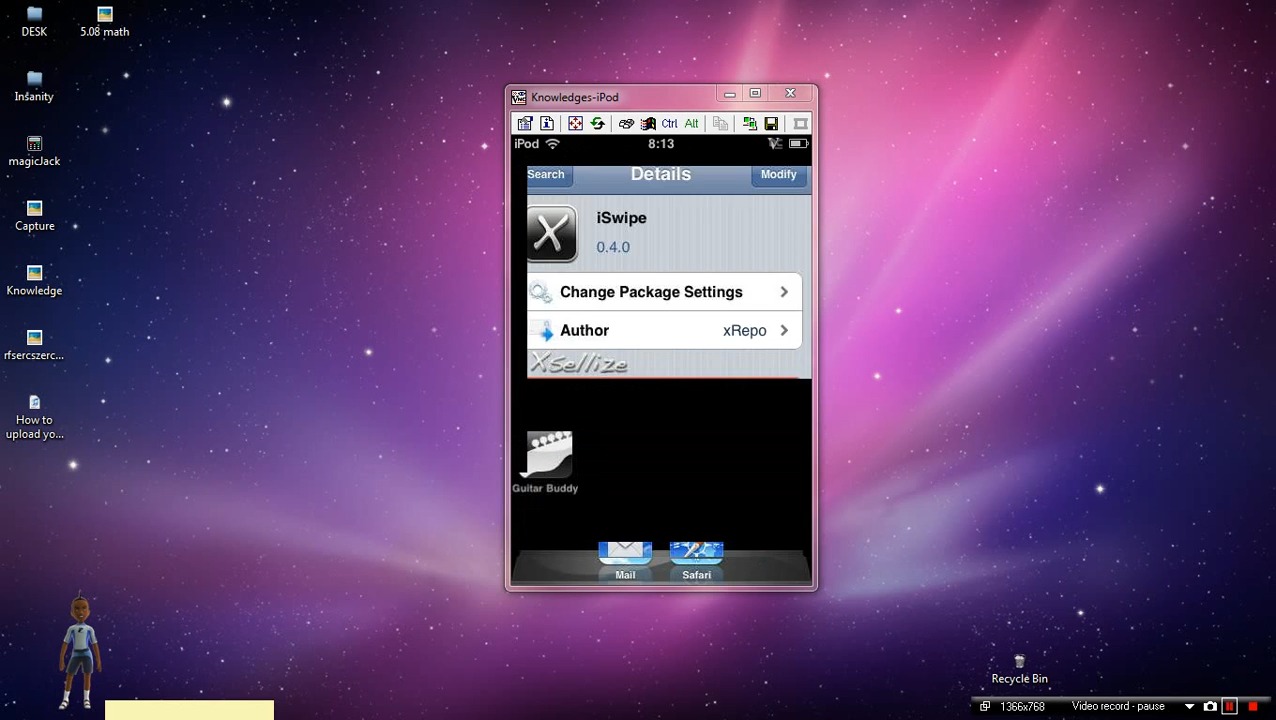 DESK
5.08 math
Insanity
magicJack
Capture
Knowledge
rfsercszerc...
How to
upload yo...
Knowledges-iPod
Ctrl Alt
iPod 8:13
Search Details Modify
iSwipe
0.4.0
Change Package Settings
Author xRepo
XSellize
Guitar Buddy
Mail Safari
Recycle Bin
1366x768 Video record - pause